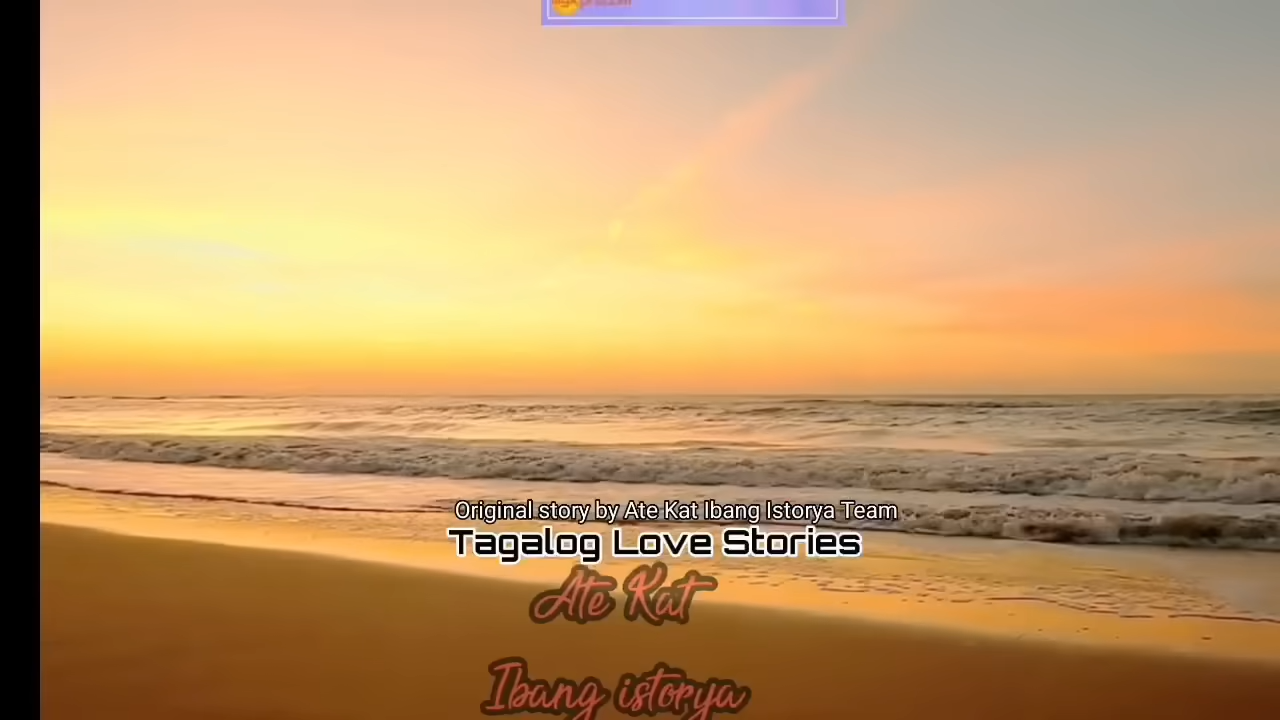 Original story by Ate Kat Ibang Istorya Team
Tagalog Love Stories
Ate Kat
Ibang istorya